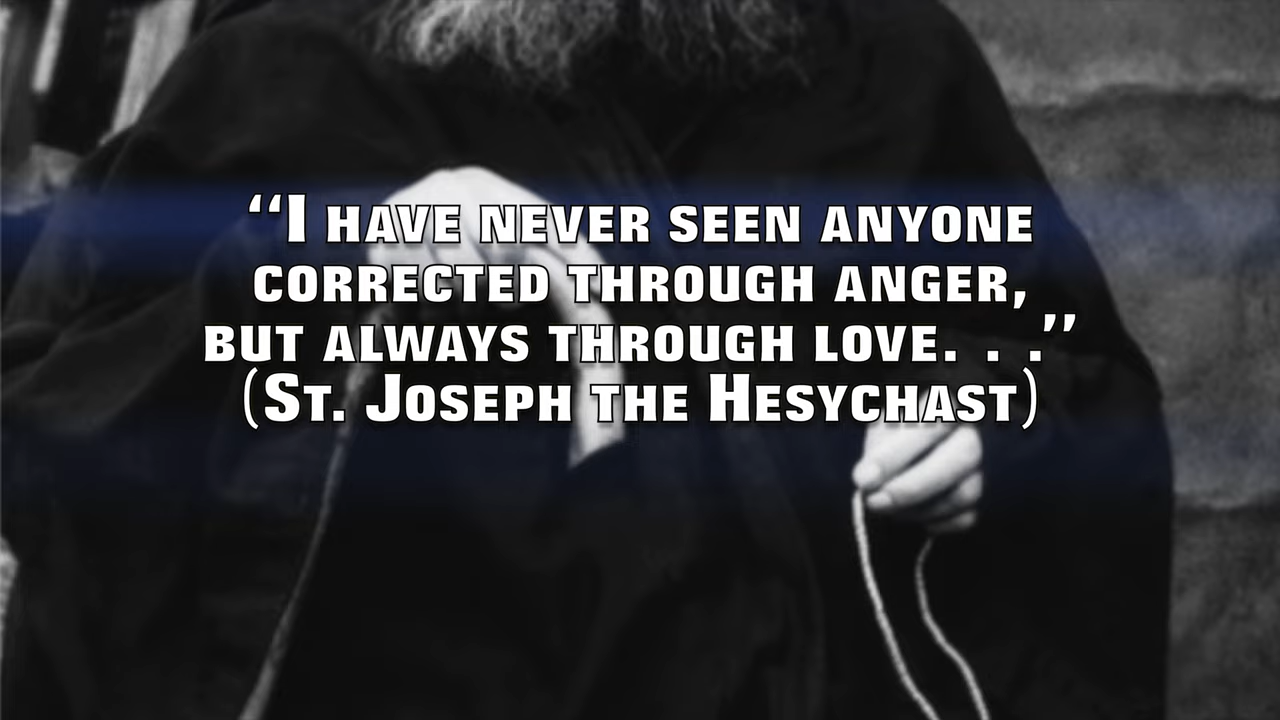 “I have never seen anyone
corrected through anger,
but always through love. . .”
(St. Joseph the Hesychast)